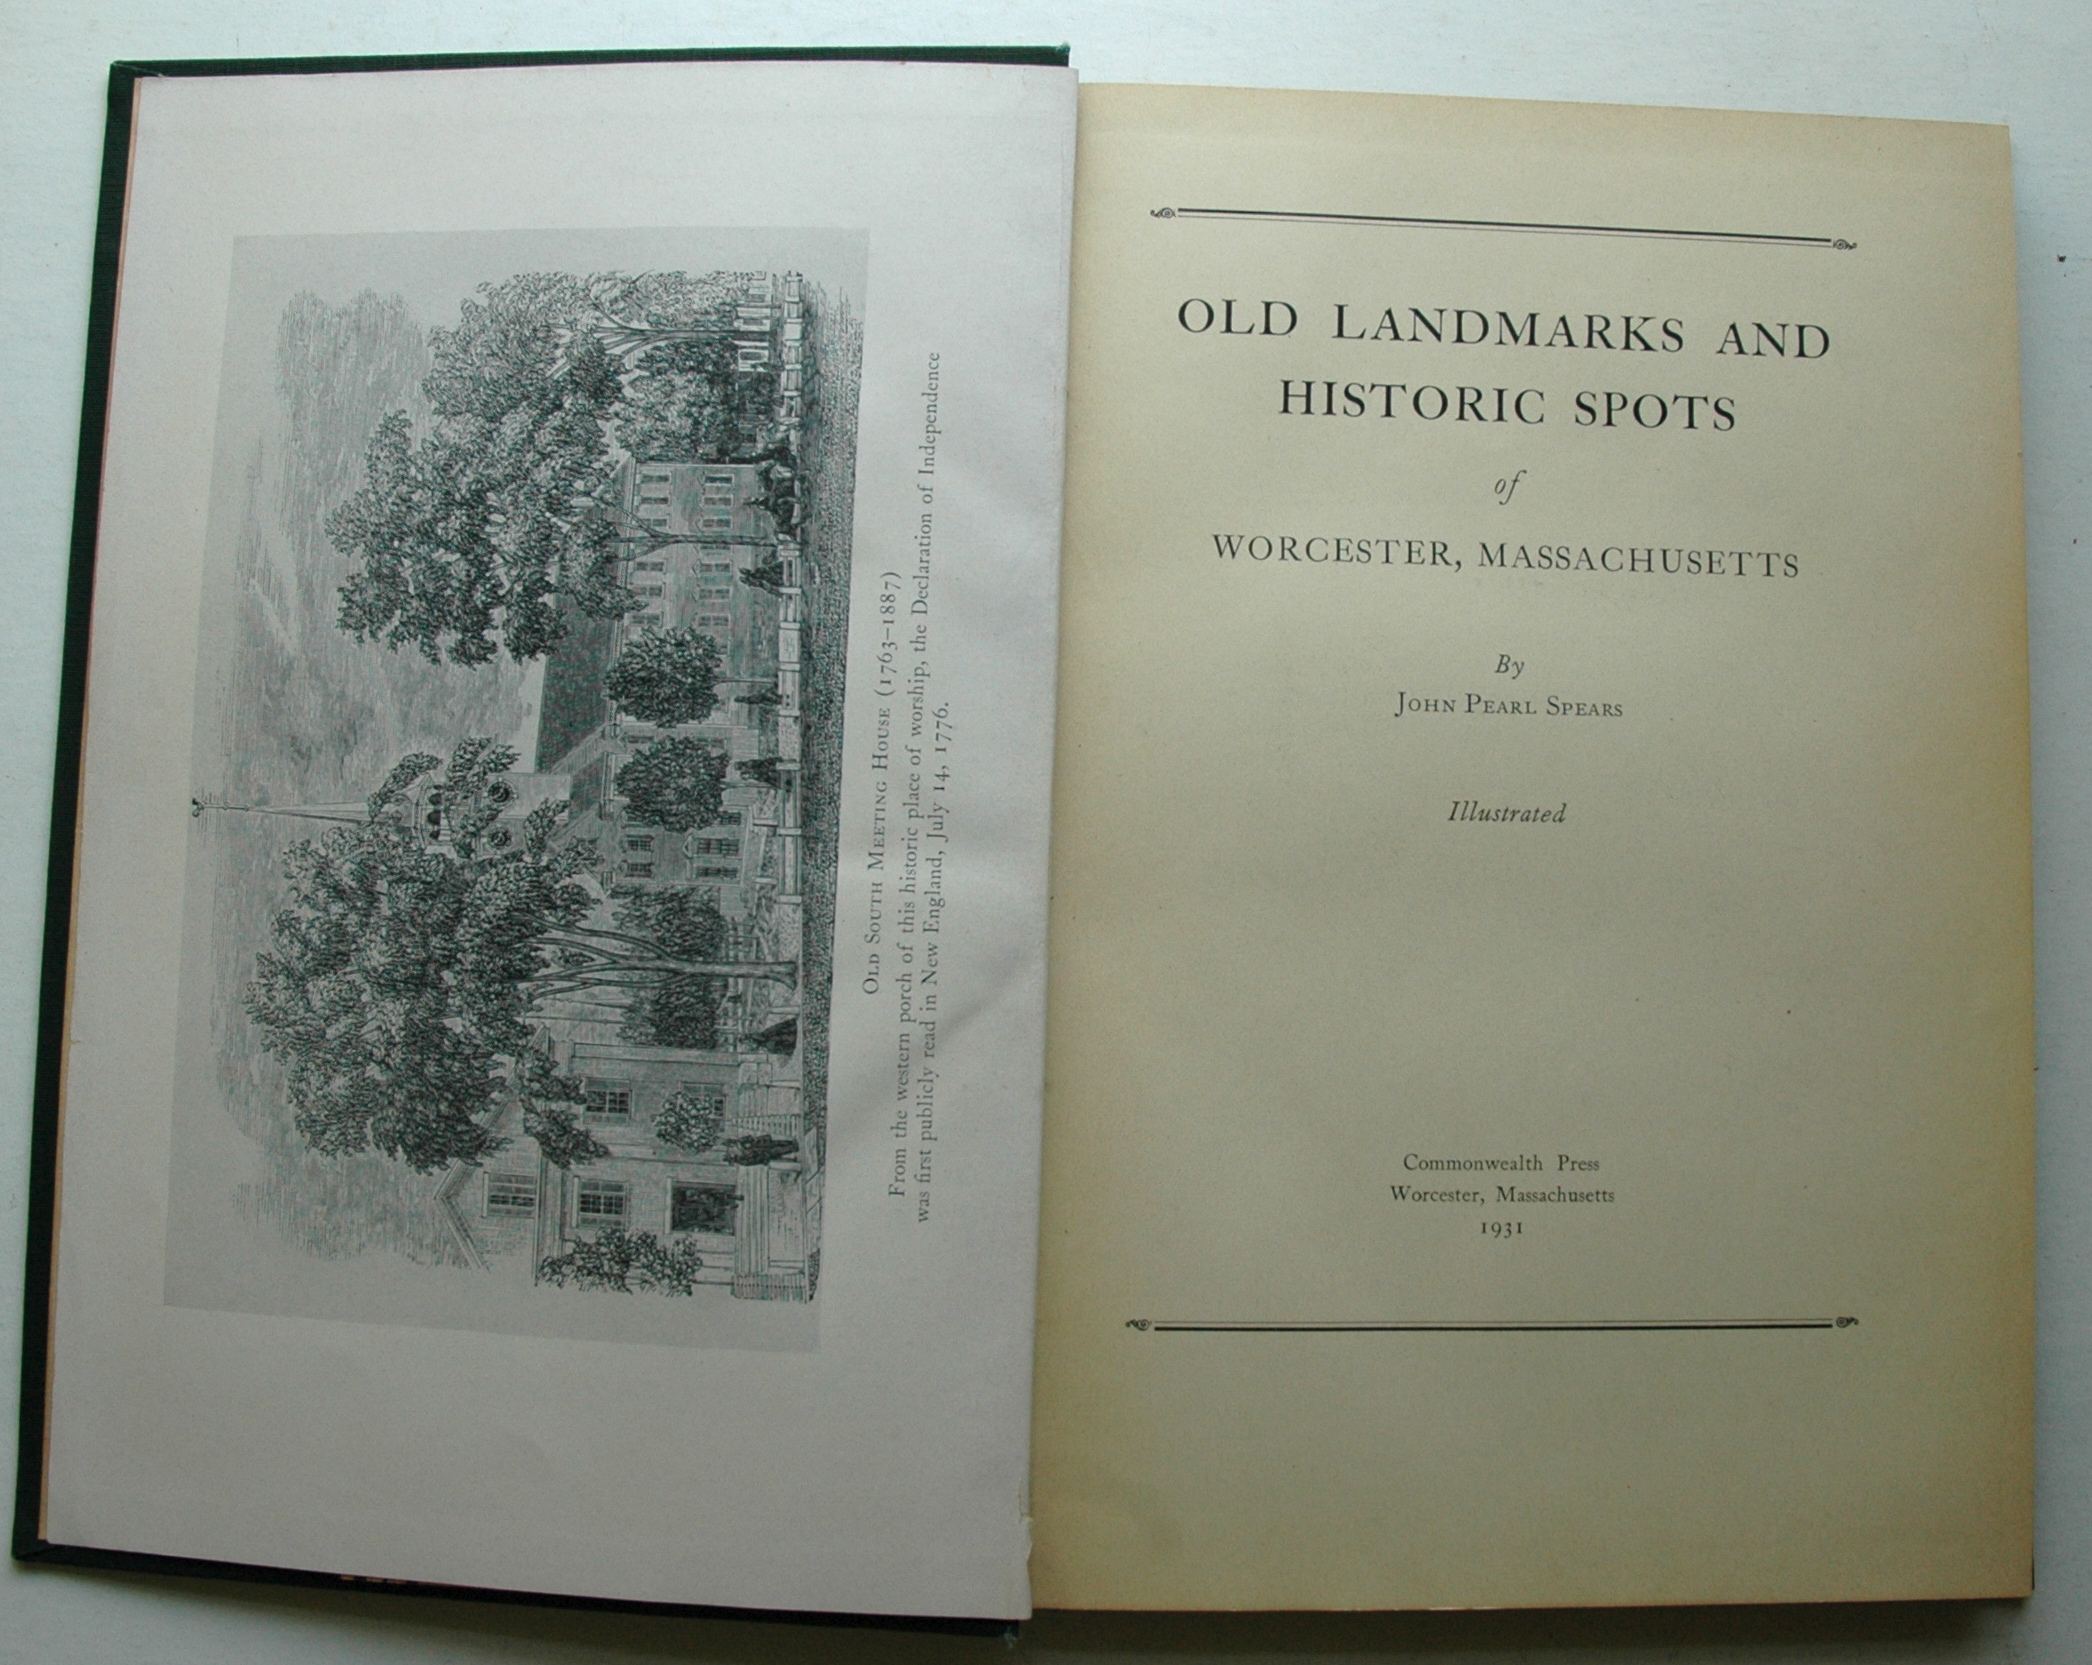 Old South Meeting House (1763–1887)
From the western porch of this historic place of worship, the Declaration of Independence
was first publicly read in New England, July 14, 1776.
OLD LANDMARKS AND
HISTORIC SPOTS
of
WORCESTER, MASSACHUSETTS
By
John Pearl Spears
Illustrated
Commonwealth Press
Worcester, Massachusetts
1931